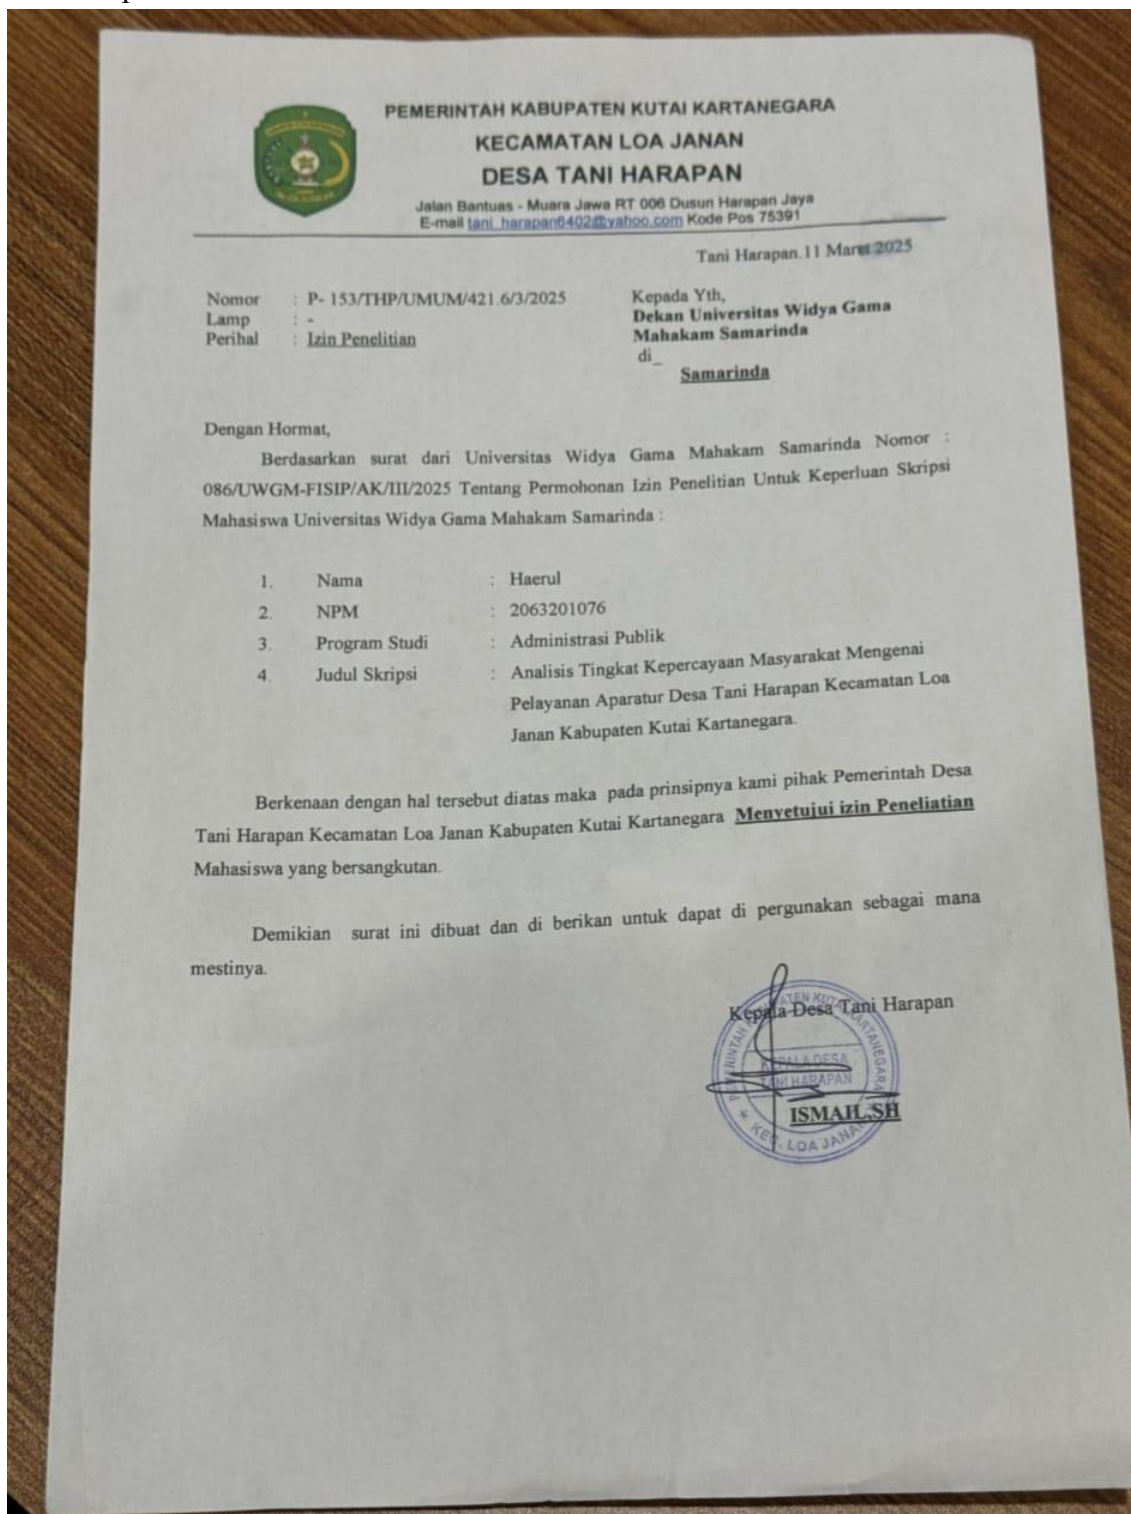 PEMERINTAH KABUPATEN KUTAI KARTANEGARA
KECAMATAN LOA JANAN
DESA TANI HARAPAN
Jalan Bantuas - Muara Jawa RT 006 Dusun Harapan Jaya
E-mail tani_harapan6402@yahoo.com Kode Pos 75391
Tani Harapan.11 Maret 2025
Nomor : P- 153/THP/UMUM/421.6/3/2025
Lamp : -
Perihal : Izin Penelitian
Kepada Yth,
Dekan Universitas Widya Gama
Mahakam Samarinda
di_
Samarinda
Dengan Hormat,
Berdasarkan surat dari Universitas Widya Gama Mahakam Samarinda Nomor :
086/UWGM-FISIP/AK/III/2025 Tentang Permohonan Izin Penelitian Untuk Keperluan Skripsi
Mahasiswa Universitas Widya Gama Mahakam Samarinda :
1. Nama : Haerul
2. NPM : 2063201076
3. Program Studi : Administrasi Publik
4. Judul Skripsi : Analisis Tingkat Kepercayaan Masyarakat Mengenai
Pelayanan Aparatur Desa Tani Harapan Kecamatan Loa
Janan Kabupaten Kutai Kartanegara.
Berkenaan dengan hal tersebut diatas maka pada prinsipnya kami pihak Pemerintah Desa
Tani Harapan Kecamatan Loa Janan Kabupaten Kutai Kartanegara Menyetujui izin Peneliatian
Mahasiswa yang bersangkutan.
Demikian surat ini dibuat dan di berikan untuk dapat di pergunakan sebagai mana
mestinya.
Kepala Desa Tani Harapan
PEMERINTAH KABUPATEN KUTAI KARTANEGARA
KEPALA DESA
TANI HARAPAN
KEC. LOA JANAN
ISMAIL,SH